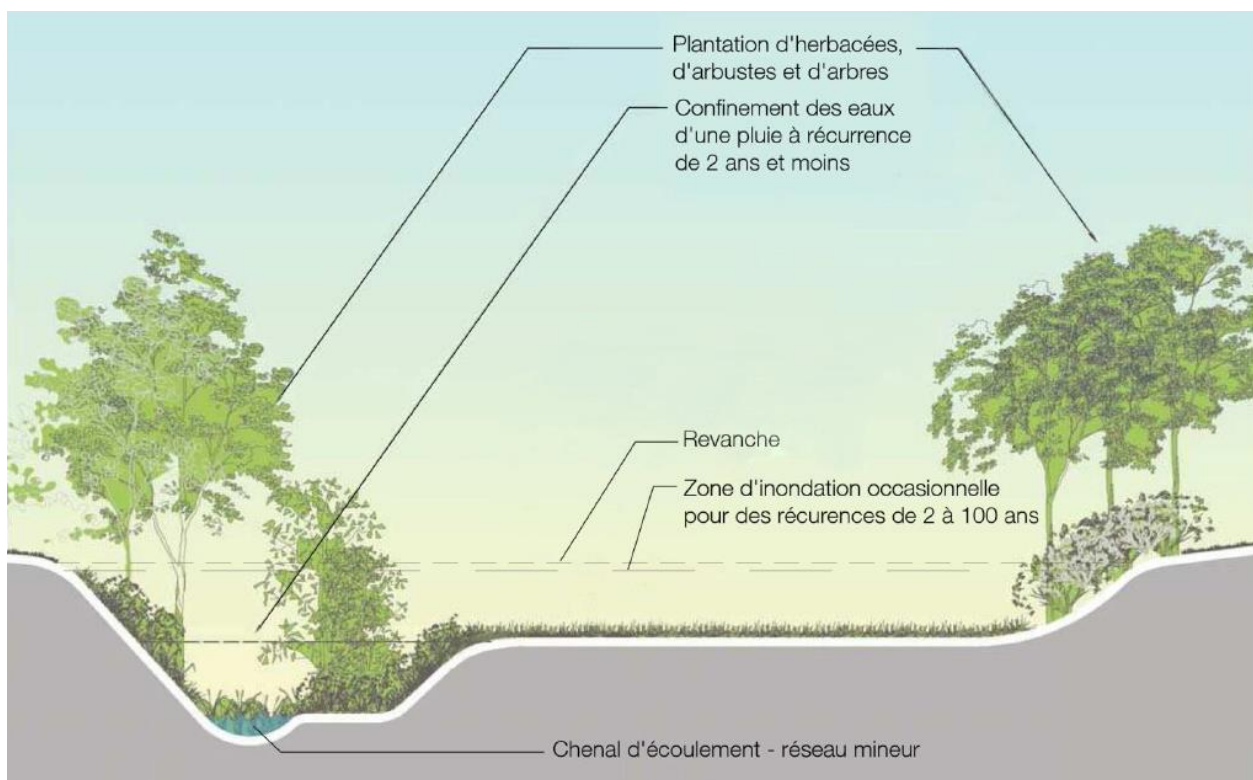 Plantation d'herbacées,
d'arbustes et d'arbres
Confinement des eaux
d'une pluie à récurrence
de 2 ans et moins
Revanche
Zone d'inondation occasionnelle
pour des récurences de 2 à 100 ans
Chenal d'écoulement - réseau mineur